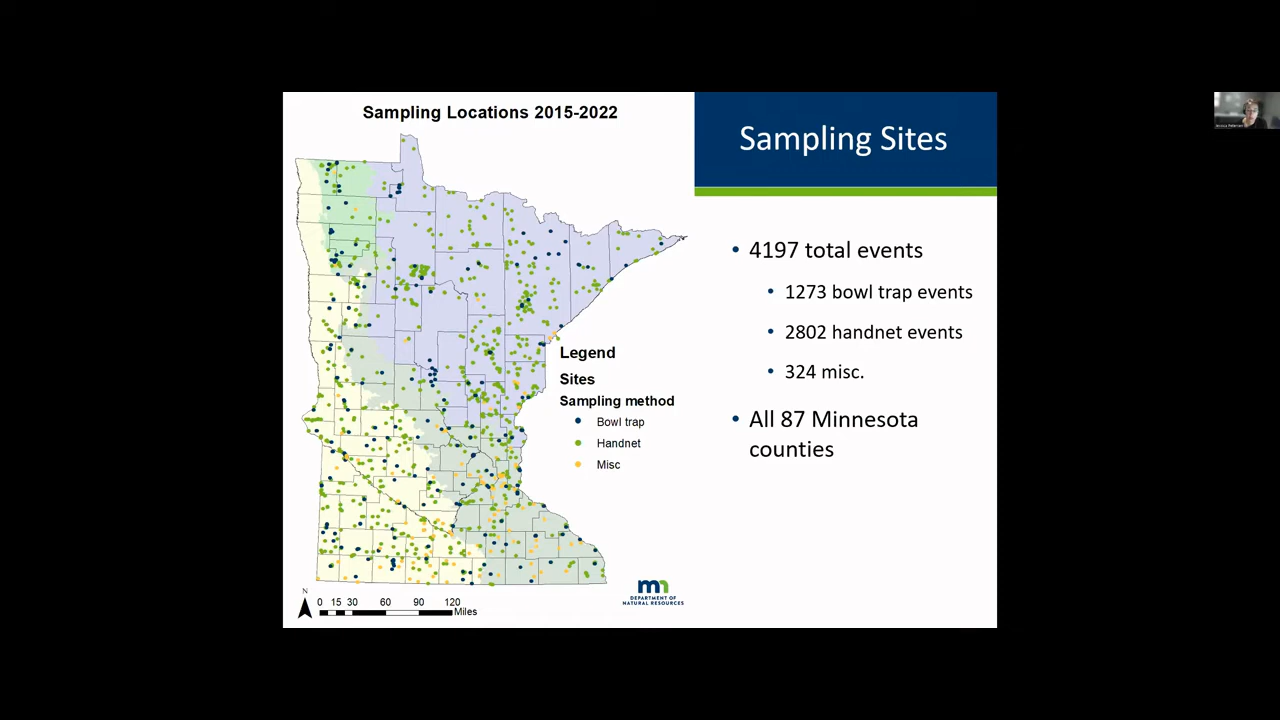 Sampling Locations 2015-2022
Legend
Sites
Sampling method
Bowl trap
Handnet
Misc
N
0 15 30 60 90 120
Miles
DEPARTMENT OF
NATURAL RESOURCES
Sampling Sites
• 4197 total events
• 1273 bowl trap events
• 2802 handnet events
• 324 misc.
• All 87 Minnesota
counties